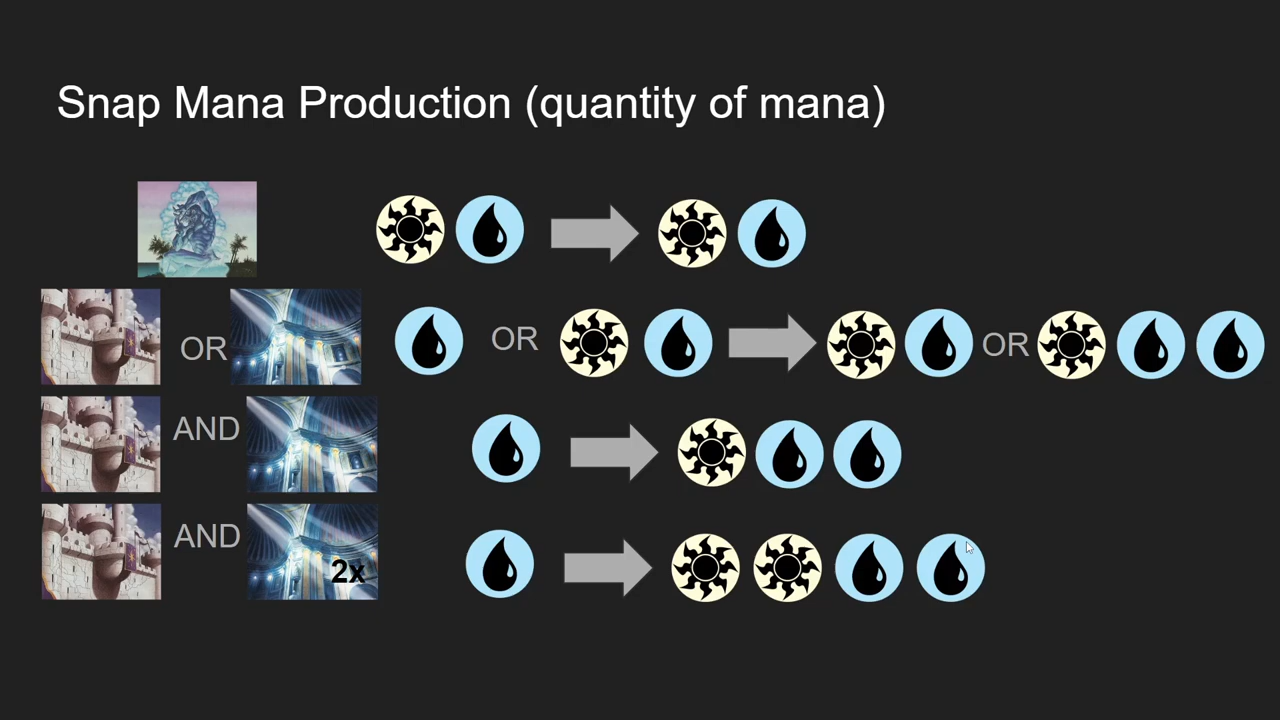 Snap Mana Production (quantity of mana)
OR OR OR
AND
AND
2x